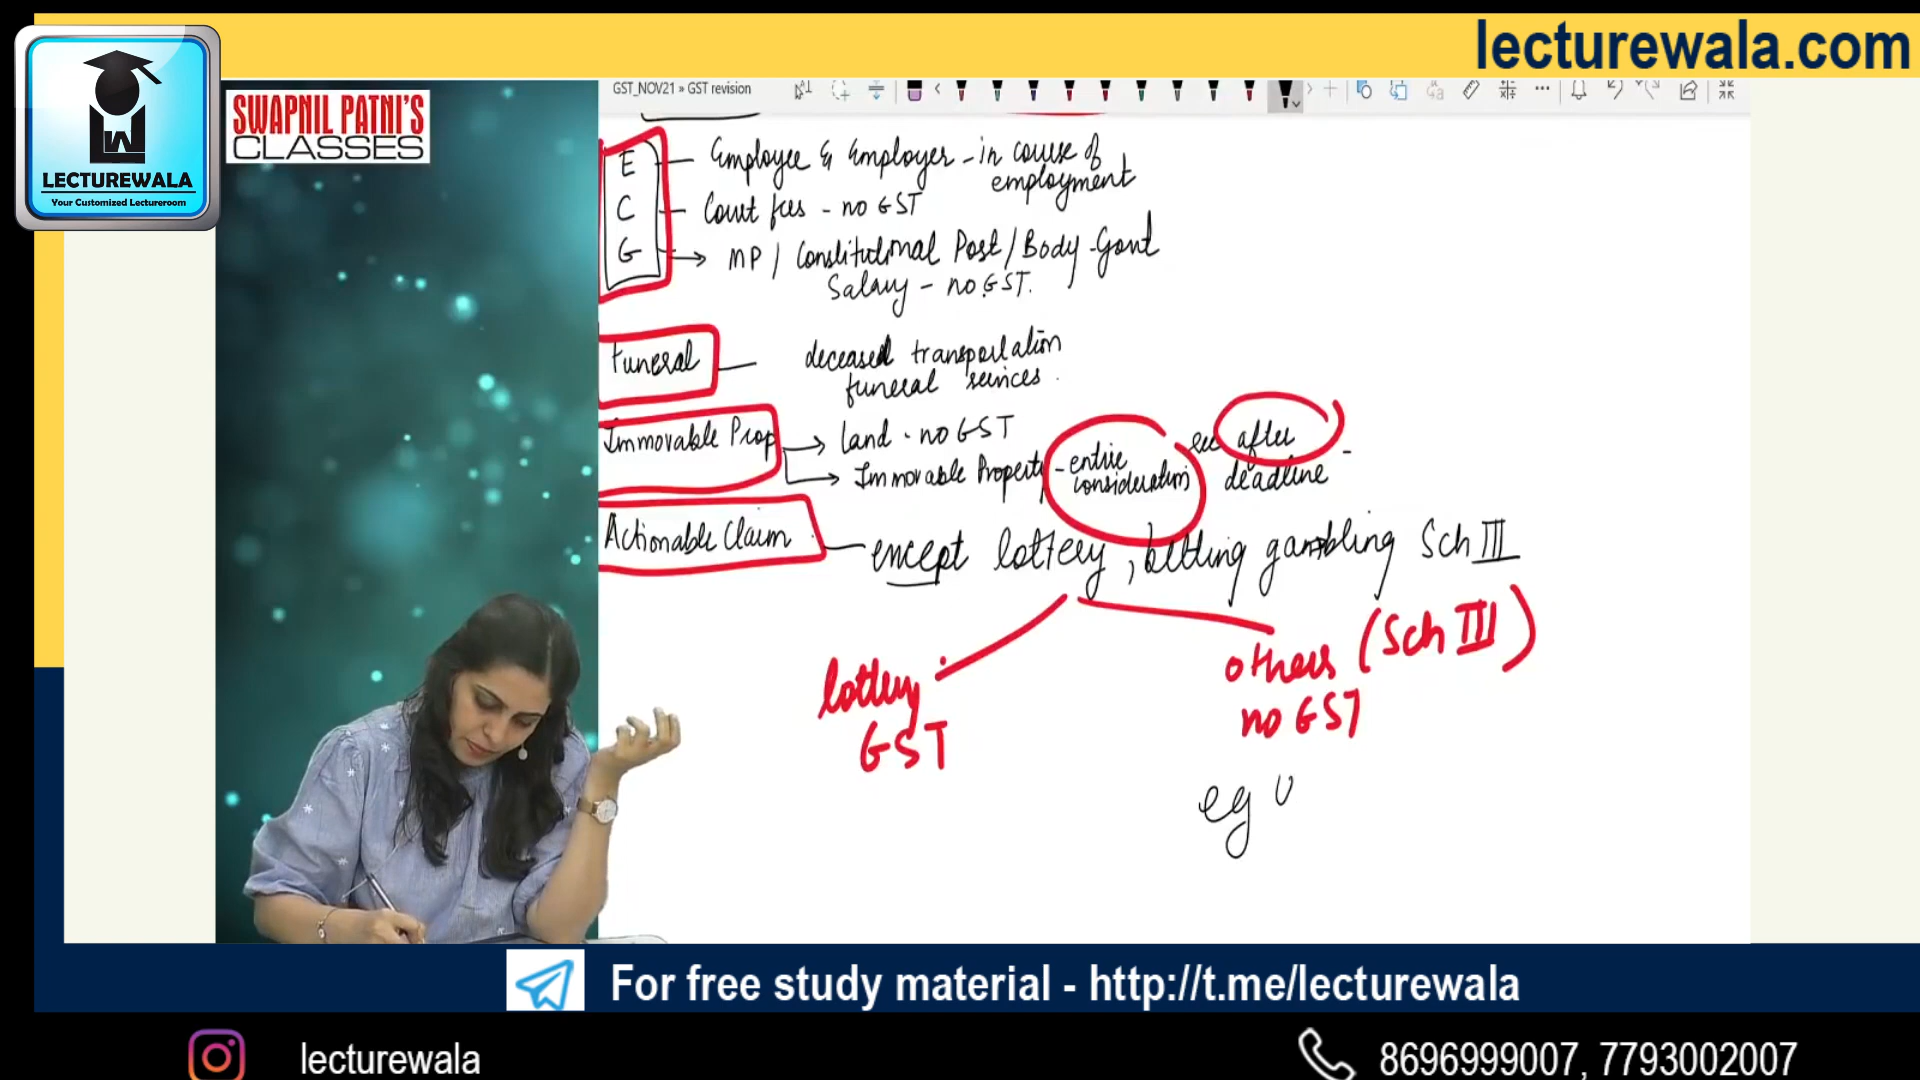 lecturewala.com
LW
LECTUREWALA
Your Customized Lectureroom
SWAPNIL PATNI'S
CLASSES
GST_NOV21 » GST revision
E — Employee & Employer - in course of
employment
C — Court fees - no GST
G → MP / Constitutional Post / Body - Govt
Salary - no GST.
Funeral — deceased transportation
funeral services.
Immovable Prop → Land - no GST
→ Immovable Property - entire
consideration
rec after
deadline -
Actionable Claim — except lottery, betting gambling Sch III
lottery
GST
others (Sch III)
no GST
eg
For free study material - http://t.me/lecturewala
lecturewala
8696999007, 7793002007